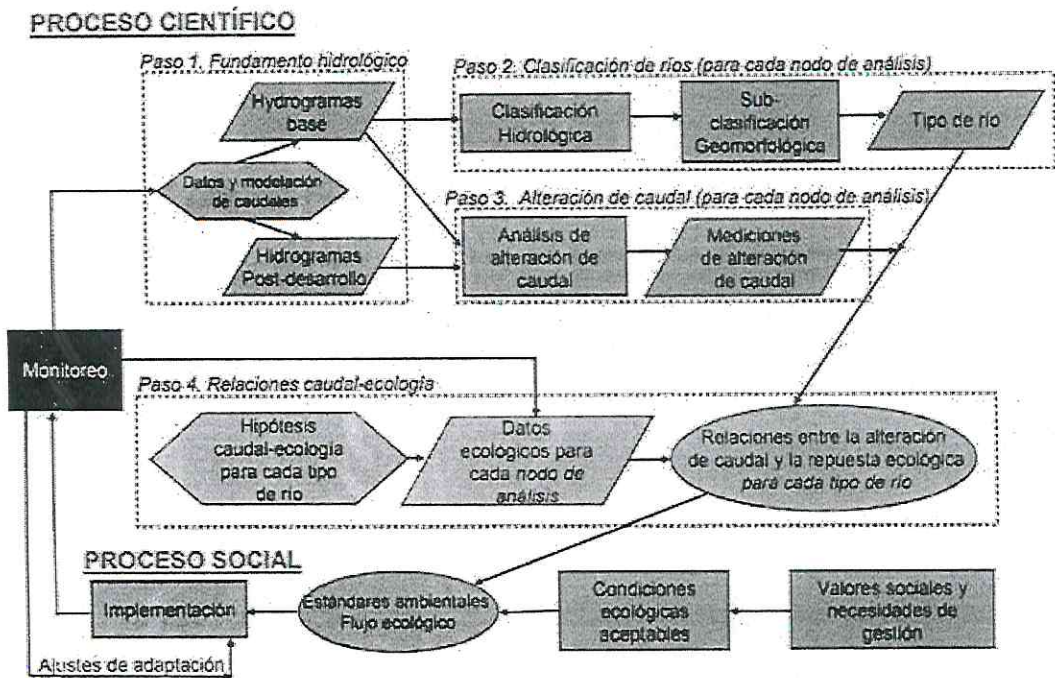 PROCESO CIENTÍFICO
Paso 1. Fundamento hidrológico
Hydrogramas
base
Datos y modelación
de caudales
Hidrogramas
Post-desarrollo
Paso 2. Clasificación de ríos (para cada nodo de análisis)
Clasificación
Hidrológica
Sub-
clasificación
Geomorfológica
Tipo de río
Paso 3. Alteración de caudal (para cada nodo de análisis)
Análisis de
alteración de
caudal
Mediciones
de alteración
de caudal
Monitoreo
Paso 4. Relaciones caudal-ecología
Hipótesis
caudal-ecología
para cada tipo
de río
Datos
ecológicos para
cada nodo de
análisis
Relaciones entre la alteración
de caudal y la repuesta ecológica
para cada tipo de río
PROCESO SOCIAL
Implementación
Estándares ambientales
Flujo ecológico
Condiciones
ecológicas
aceptables
Valores sociales y
necesidades de
gestión
Ajustes de adaptación